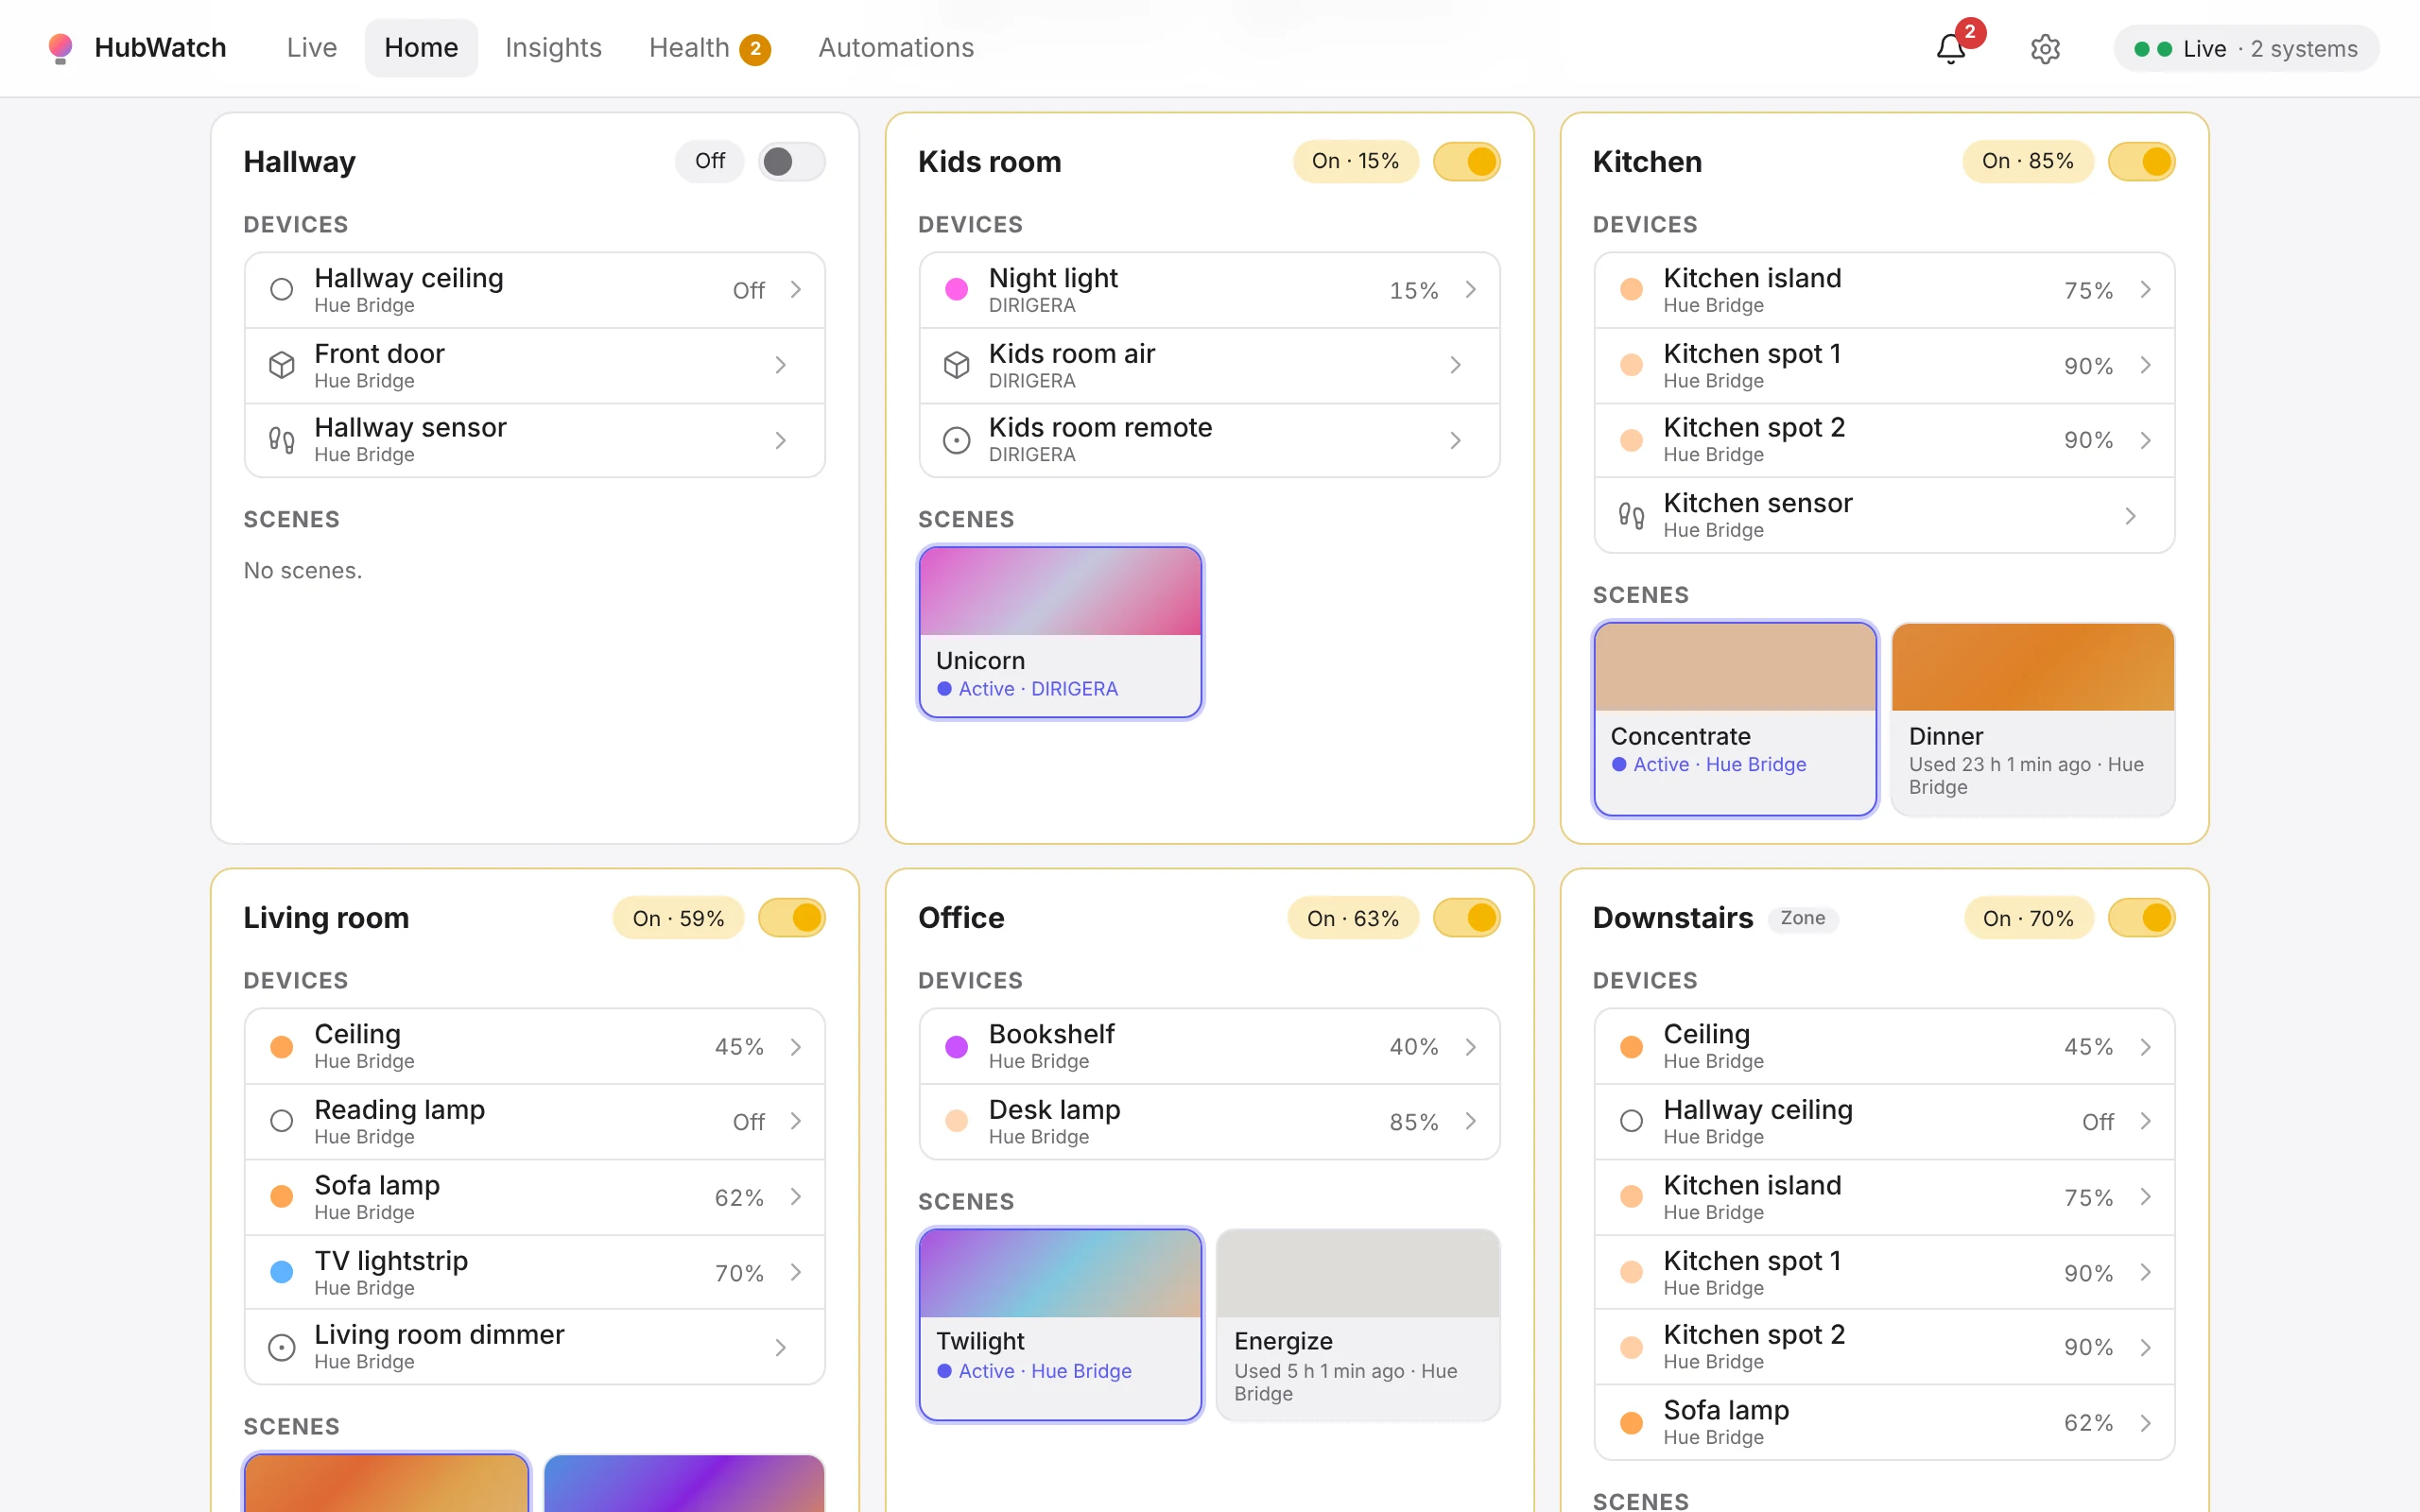 HubWatch
Live
Home
Insights
Health 2
Automations
2
Live · 2 systems
Hallway
Off
DEVICES
Hallway ceiling
Hue Bridge
Off
Front door
Hue Bridge
Hallway sensor
Hue Bridge
SCENES
No scenes.
Kids room
On · 15%
DEVICES
Night light
DIRIGERA
15%
Kids room air
DIRIGERA
Kids room remote
DIRIGERA
SCENES
Unicorn
Active · DIRIGERA
Kitchen
On · 85%
DEVICES
Kitchen island
Hue Bridge
75%
Kitchen spot 1
Hue Bridge
90%
Kitchen spot 2
Hue Bridge
90%
Kitchen sensor
Hue Bridge
SCENES
Concentrate
Active · Hue Bridge
Dinner
Used 23 h 1 min ago · Hue
Bridge
Living room
On · 59%
DEVICES
Ceiling
Hue Bridge
45%
Reading lamp
Hue Bridge
Off
Sofa lamp
Hue Bridge
62%
TV lightstrip
Hue Bridge
70%
Living room dimmer
Hue Bridge
SCENES
Office
On · 63%
DEVICES
Bookshelf
Hue Bridge
40%
Desk lamp
Hue Bridge
85%
SCENES
Twilight
Active · Hue Bridge
Energize
Used 5 h 1 min ago · Hue
Bridge
Downstairs
Zone
On · 70%
DEVICES
Ceiling
Hue Bridge
45%
Hallway ceiling
Hue Bridge
Off
Kitchen island
Hue Bridge
75%
Kitchen spot 1
Hue Bridge
90%
Kitchen spot 2
Hue Bridge
90%
Sofa lamp
Hue Bridge
62%
SCENES